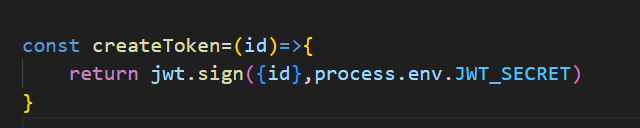 const createToken=(id)=>{
    return jwt.sign({id},process.env.JWT_SECRET)
}